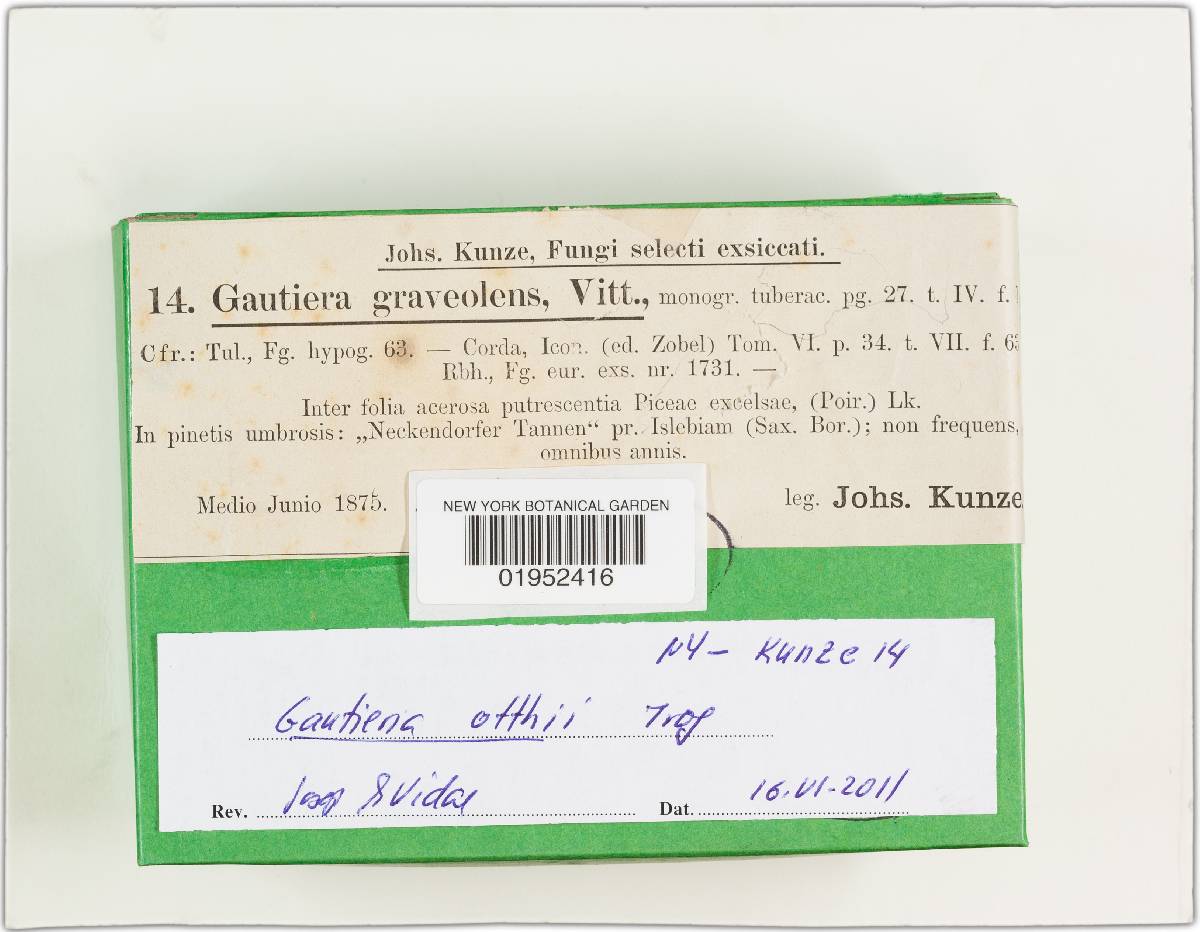 Johs. Kunze, Fungi selecti exsiccati.
14. Gautiera graveolens, Vitt., monogr. tuberac. pg. 27. t. IV. f.
Cfr.: Tul., Fg. hypog. 63. — Corda, Icon. (ed. Zobel) Tom. VI. p. 34. t. VII. f.
Rbh., Fg. eur. exs. nr. 1731. —
Inter folia acerosa putrescentia Piceae excelsae, (Poir.) Lk.
In pinetis umbrosis: „Neckendorfer Tannen“ pr. Islebiam (Sax. Bor.); non frequens,
omnibus annis.
Medio Junio 1875.
leg. Johs. Kunze
NEW YORK BOTANICAL GARDEN
01952416
NY - Kunze 14
Gautieria otthii Trog
Rev. Josep Vidal
Dat. 16.VI-2011